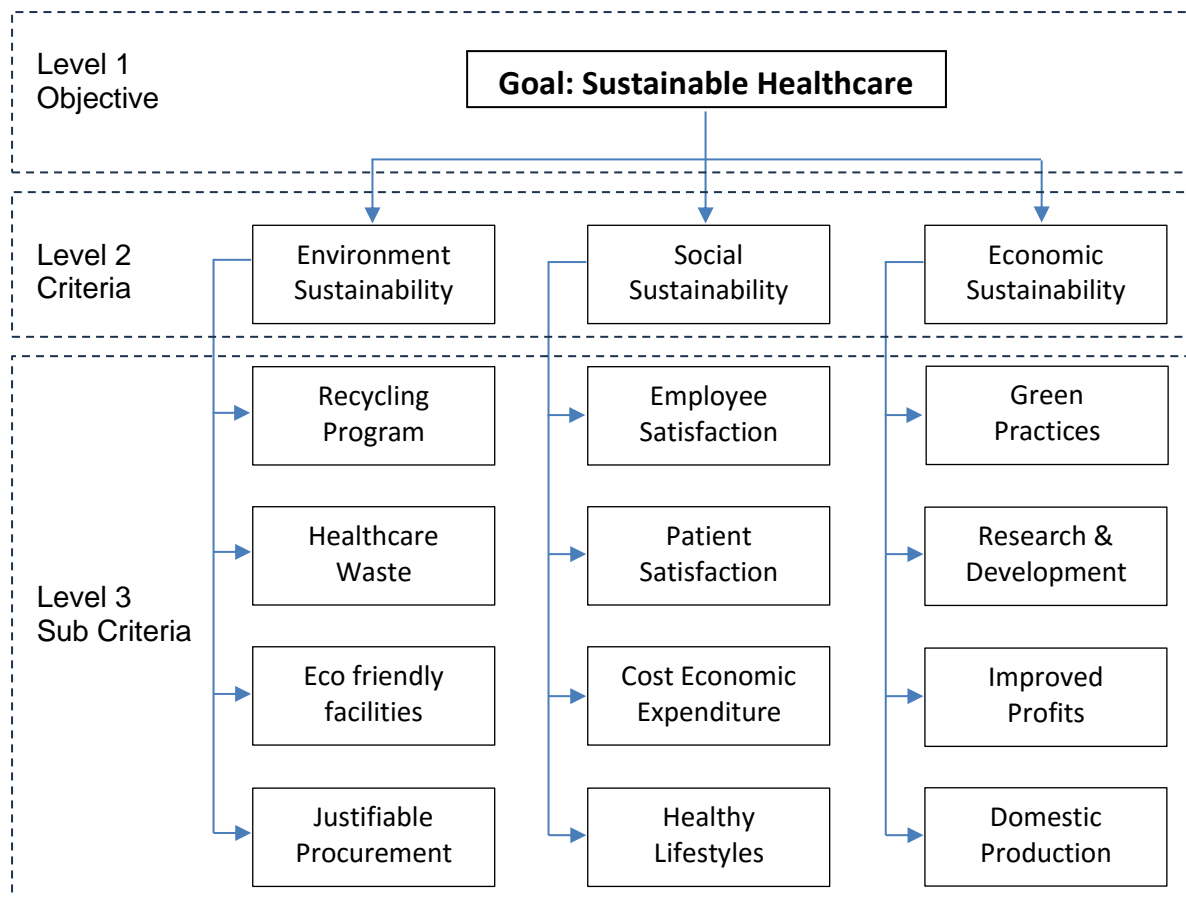 Level 1
Objective
Goal: Sustainable Healthcare
Level 2
Criteria
Environment
Sustainability
Social
Sustainability
Economic
Sustainability
Level 3
Sub Criteria
Recycling
Program
Employee
Satisfaction
Green
Practices
Healthcare
Waste
Patient
Satisfaction
Research &
Development
Eco friendly
facilities
Cost Economic
Expenditure
Improved
Profits
Justifiable
Procurement
Healthy
Lifestyles
Domestic
Production